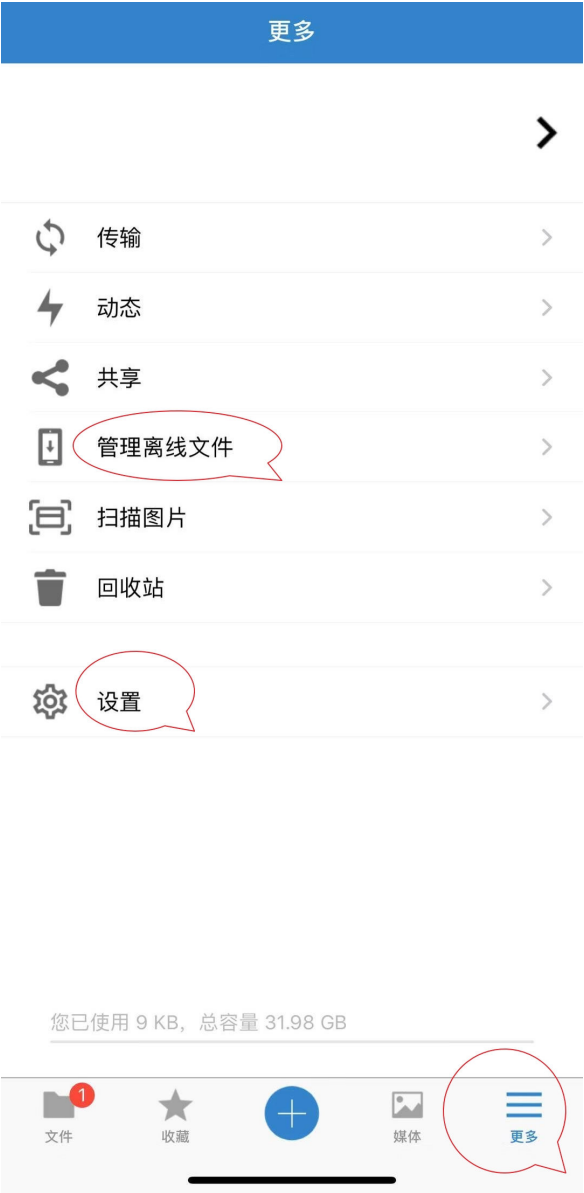 更多
传输
动态
共享
管理离线文件
扫描图片
回收站
设置
您已使用 9 KB，总容量 31.98 GB
1
文件
收藏
媒体
更多